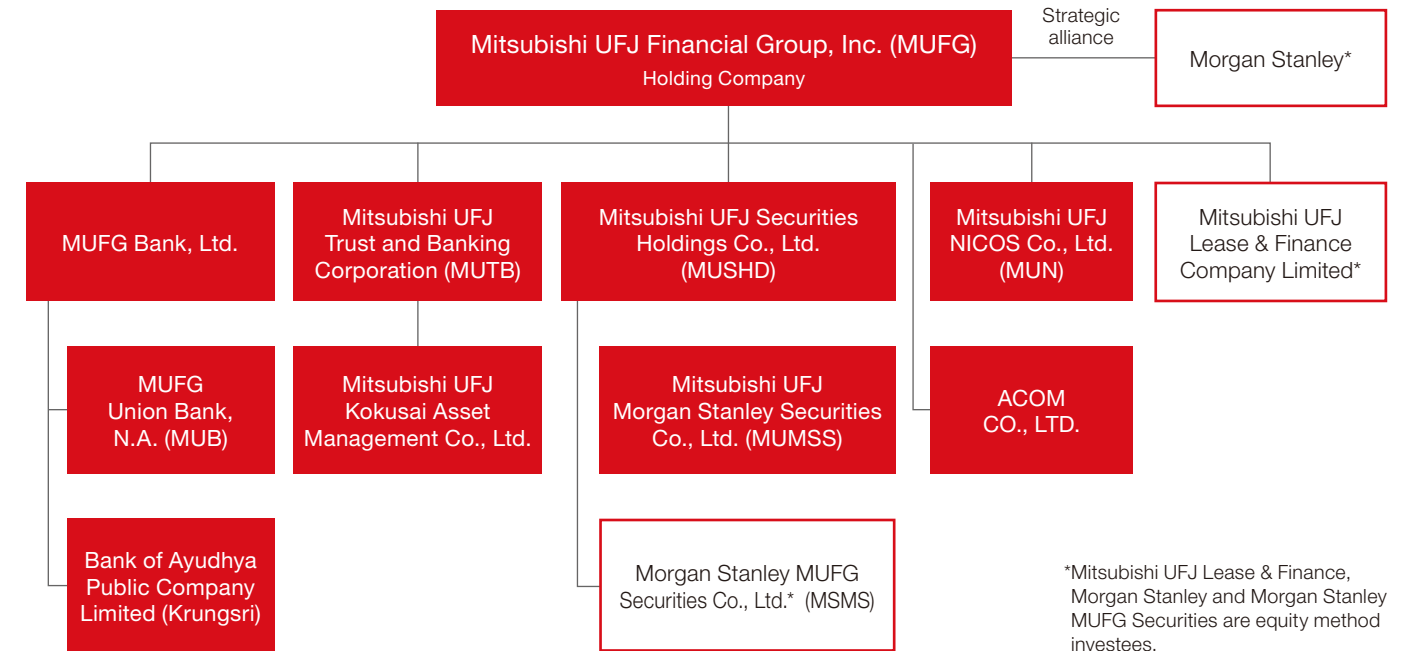 Mitsubishi UFJ Financial Group, Inc. (MUFG)
Holding Company
Strategic
alliance
Morgan Stanley*
MUFG Bank, Ltd.
Mitsubishi UFJ
Trust and Banking
Corporation (MUTB)
Mitsubishi UFJ Securities
Holdings Co., Ltd.
(MUSHD)
Mitsubishi UFJ
NICOS Co., Ltd.
(MUN)
Mitsubishi UFJ
Lease & Finance
Company Limited*
MUFG
Union Bank,
N.A. (MUB)
Mitsubishi UFJ
Kokusai Asset
Management Co., Ltd.
Mitsubishi UFJ
Morgan Stanley Securities
Co., Ltd. (MUMSS)
ACOM
CO., LTD.
Bank of Ayudhya
Public Company
Limited (Krungsri)
Morgan Stanley MUFG
Securities Co., Ltd.* (MSMS)
*Mitsubishi UFJ Lease & Finance,
Morgan Stanley and Morgan Stanley
MUFG Securities are equity method
investees.